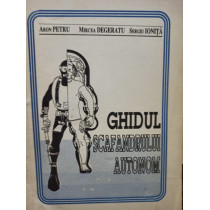 ARON PETRU MIRCEA DEGERATU SERGIU IONIȚĂ
GHIDUL
SCAFANDRULUI
AUTONOM